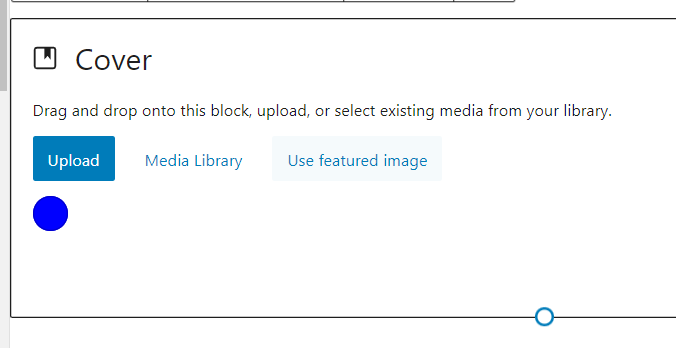 Cover
Drag and drop onto this block, upload, or select existing media from your library.
Upload Media Library Use featured image